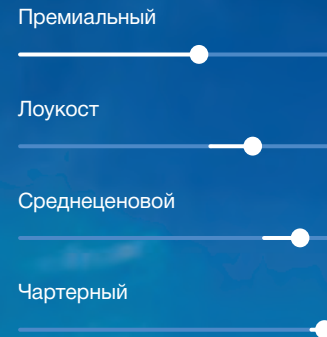 Премиальный
Лоукост
Среднеценовой
Чартерный